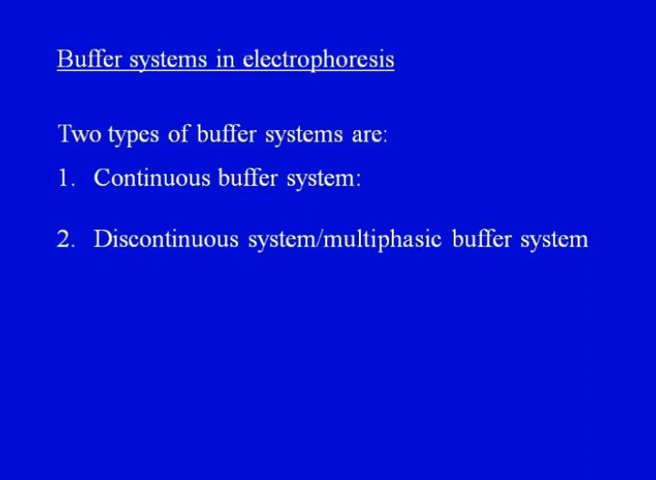 Buffer systems in electrophoresis
Two types of buffer systems are:
1. Continuous buffer system:
2. Discontinuous system/multiphasic buffer system